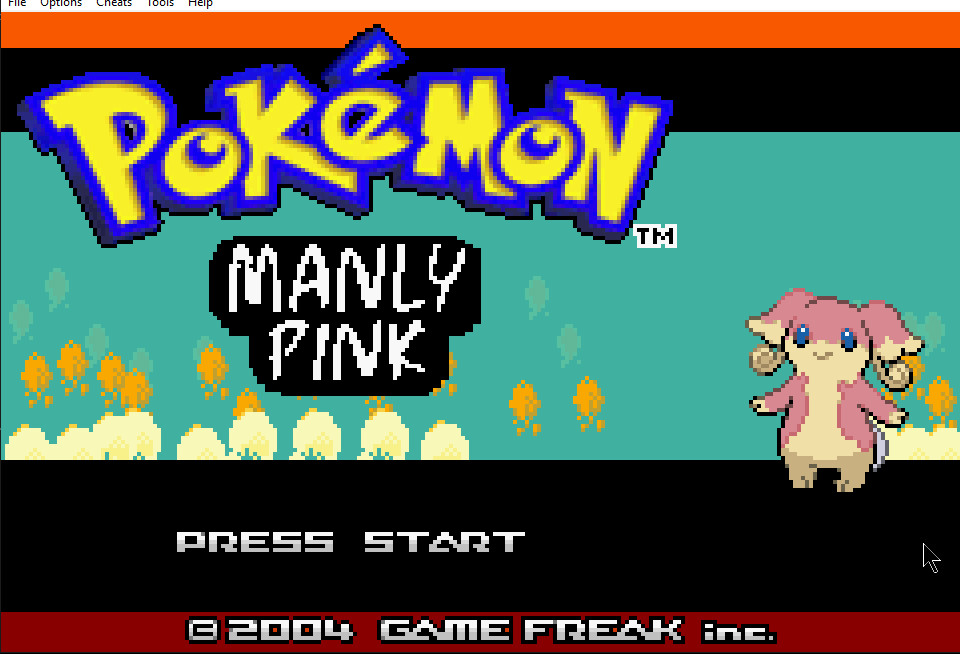 File Options Cheats Tools Help
POKéMON
TM
MANLY
PINK
PRESS START
© 2004 GAME FREAK inc.